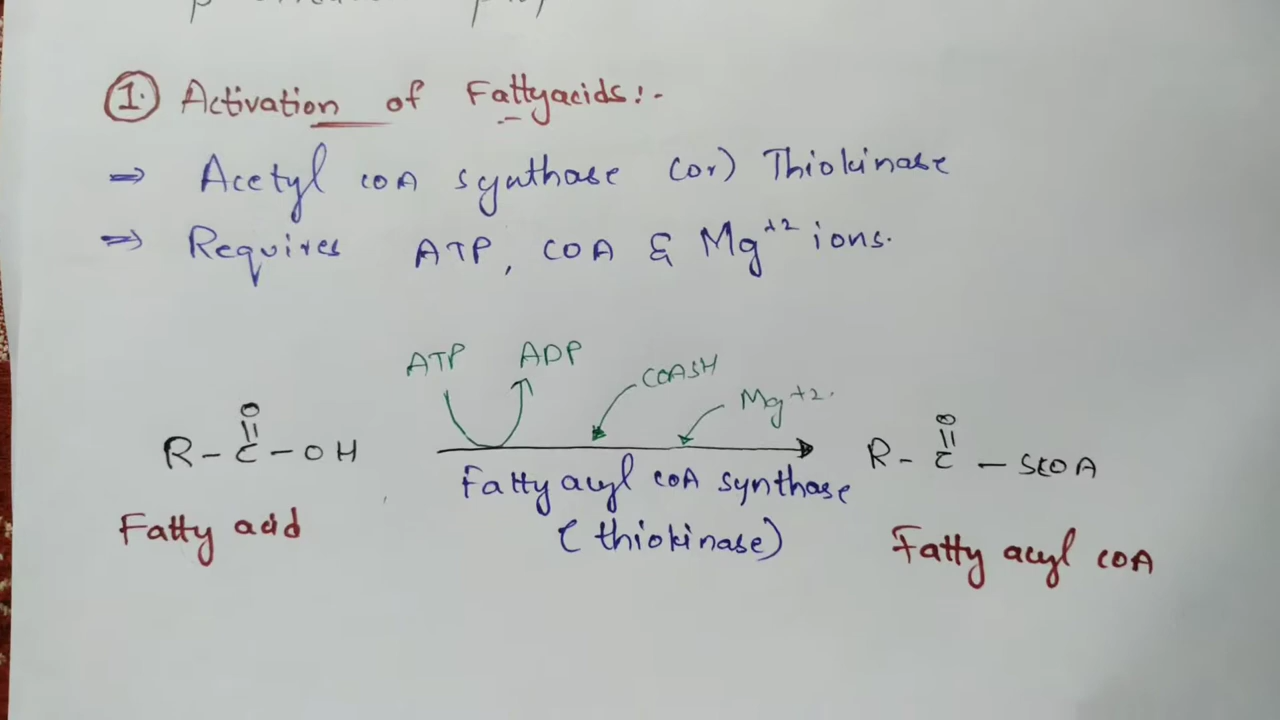 1. Activation of Fattyacids:-
⇒ Acetyl COA synthase (or) Thiokinase
⇒ Requires ATP, COA & Mg+2 ions.
ATP ADP COASH Mg+2.
R-C-OH O
R-C-SCOA O
Fatty acyl COA synthase
(thiokinase)
Fatty acid
Fatty acyl COA